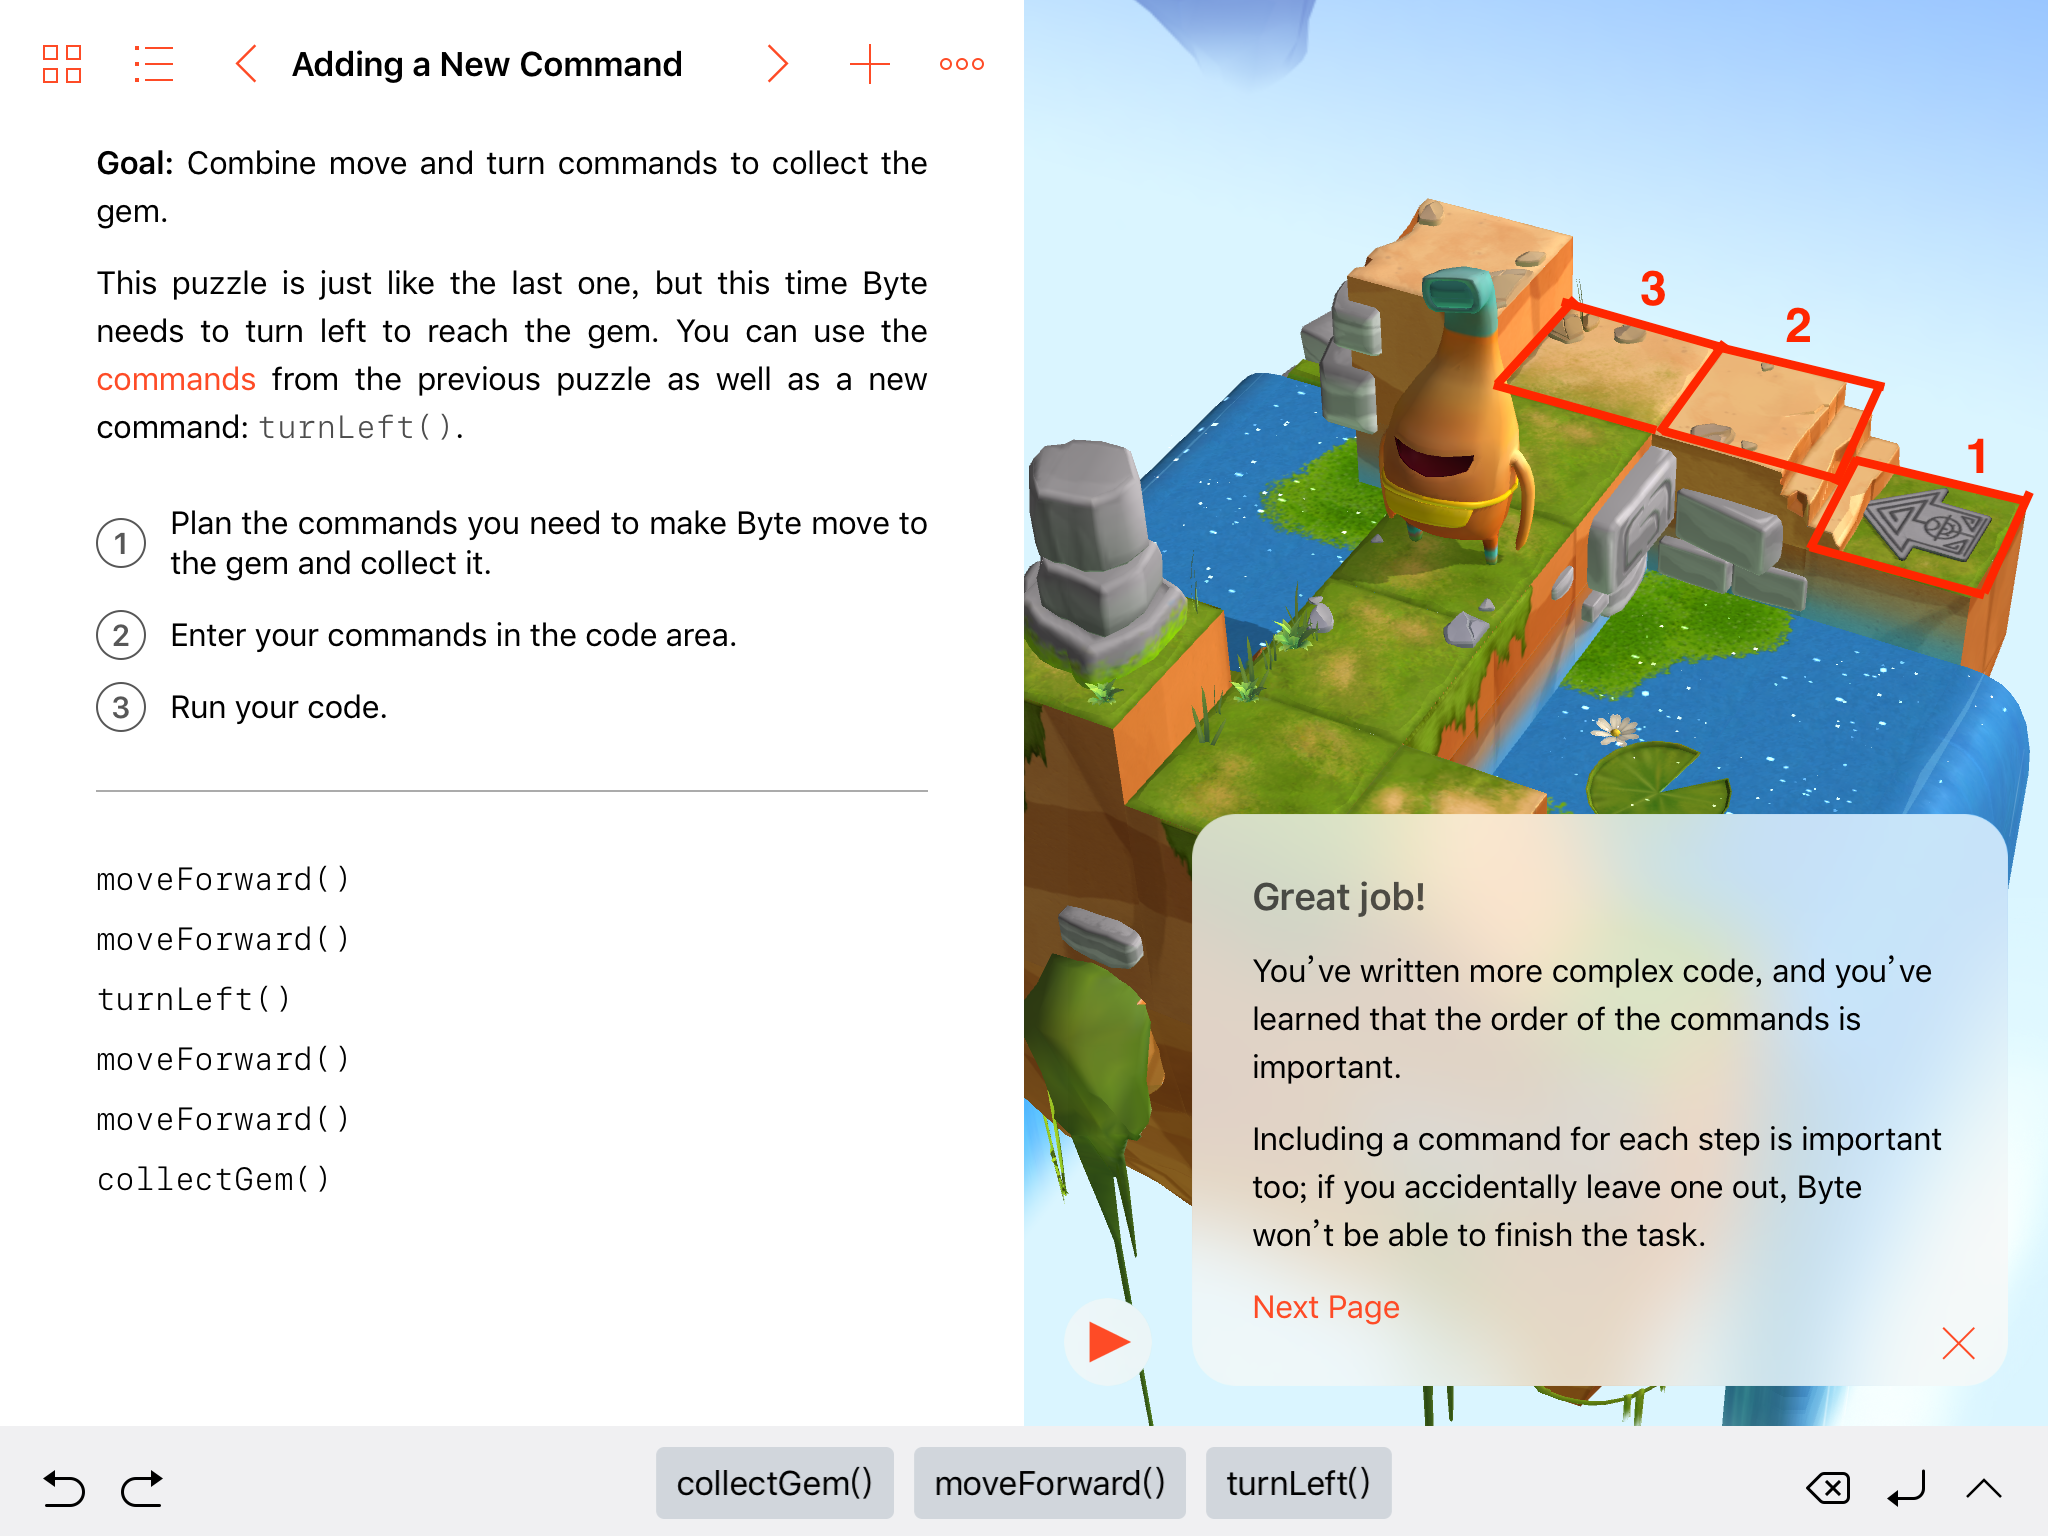 Adding a New Command
Goal: Combine move and turn commands to collect the
gem.
This puzzle is just like the last one, but this time Byte
needs to turn left to reach the gem. You can use the
commands from the previous puzzle as well as a new
command: turnLeft().
1 Plan the commands you need to make Byte move to
the gem and collect it.
2 Enter your commands in the code area.
3 Run your code.
moveForward()
moveForward()
turnLeft()
moveForward()
moveForward()
collectGem()
3
2
1
Great job!
You’ve written more complex code, and you’ve
learned that the order of the commands is
important.
Including a command for each step is important
too; if you accidentally leave one out, Byte
won’t be able to finish the task.
Next Page
collectGem() moveForward() turnLeft()